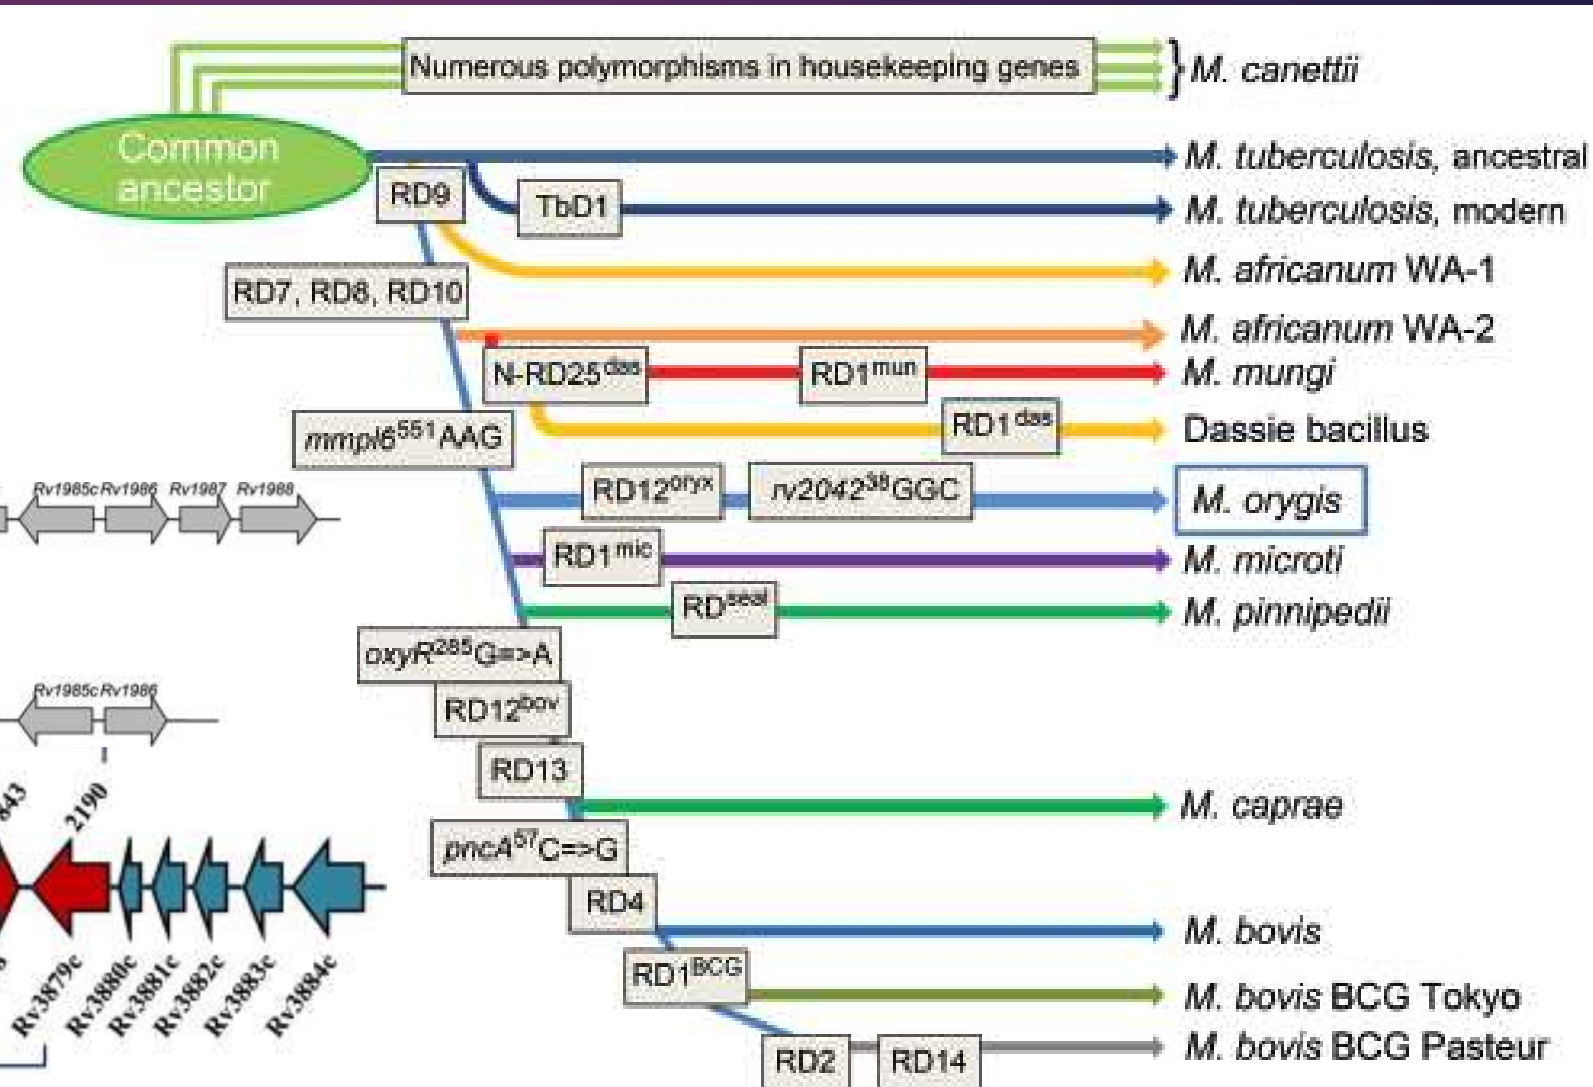 Numerous polymorphisms in housekeeping genes
M. canettii
Common
ancestor
M. tuberculosis, ancestral
RD9
TbD1
M. tuberculosis, modern
M. africanum WA-1
RD7, RD8, RD10
M. africanum WA-2
N-RD25das
RD1mun
M. mungi
mmpl6551AAG
RD1das
Dassie bacillus
Rv1985c Rv1986 Rv1987 Rv1988
RD12oryx
rv204238GGC
M. orygis
RD1mic
M. microti
RDseal
M. pinnipedii
oxyR285G=>A
Rv1985c Rv1986
RD12bov
RD13
M. caprae
843
2190
pncA57C=>G
RD4
M. bovis
RD1BCG
Rv3879c
Rv3880c
Rv3881c
Rv3882c
Rv3883c
Rv3884c
M. bovis BCG Tokyo
RD2
RD14
M. bovis BCG Pasteur